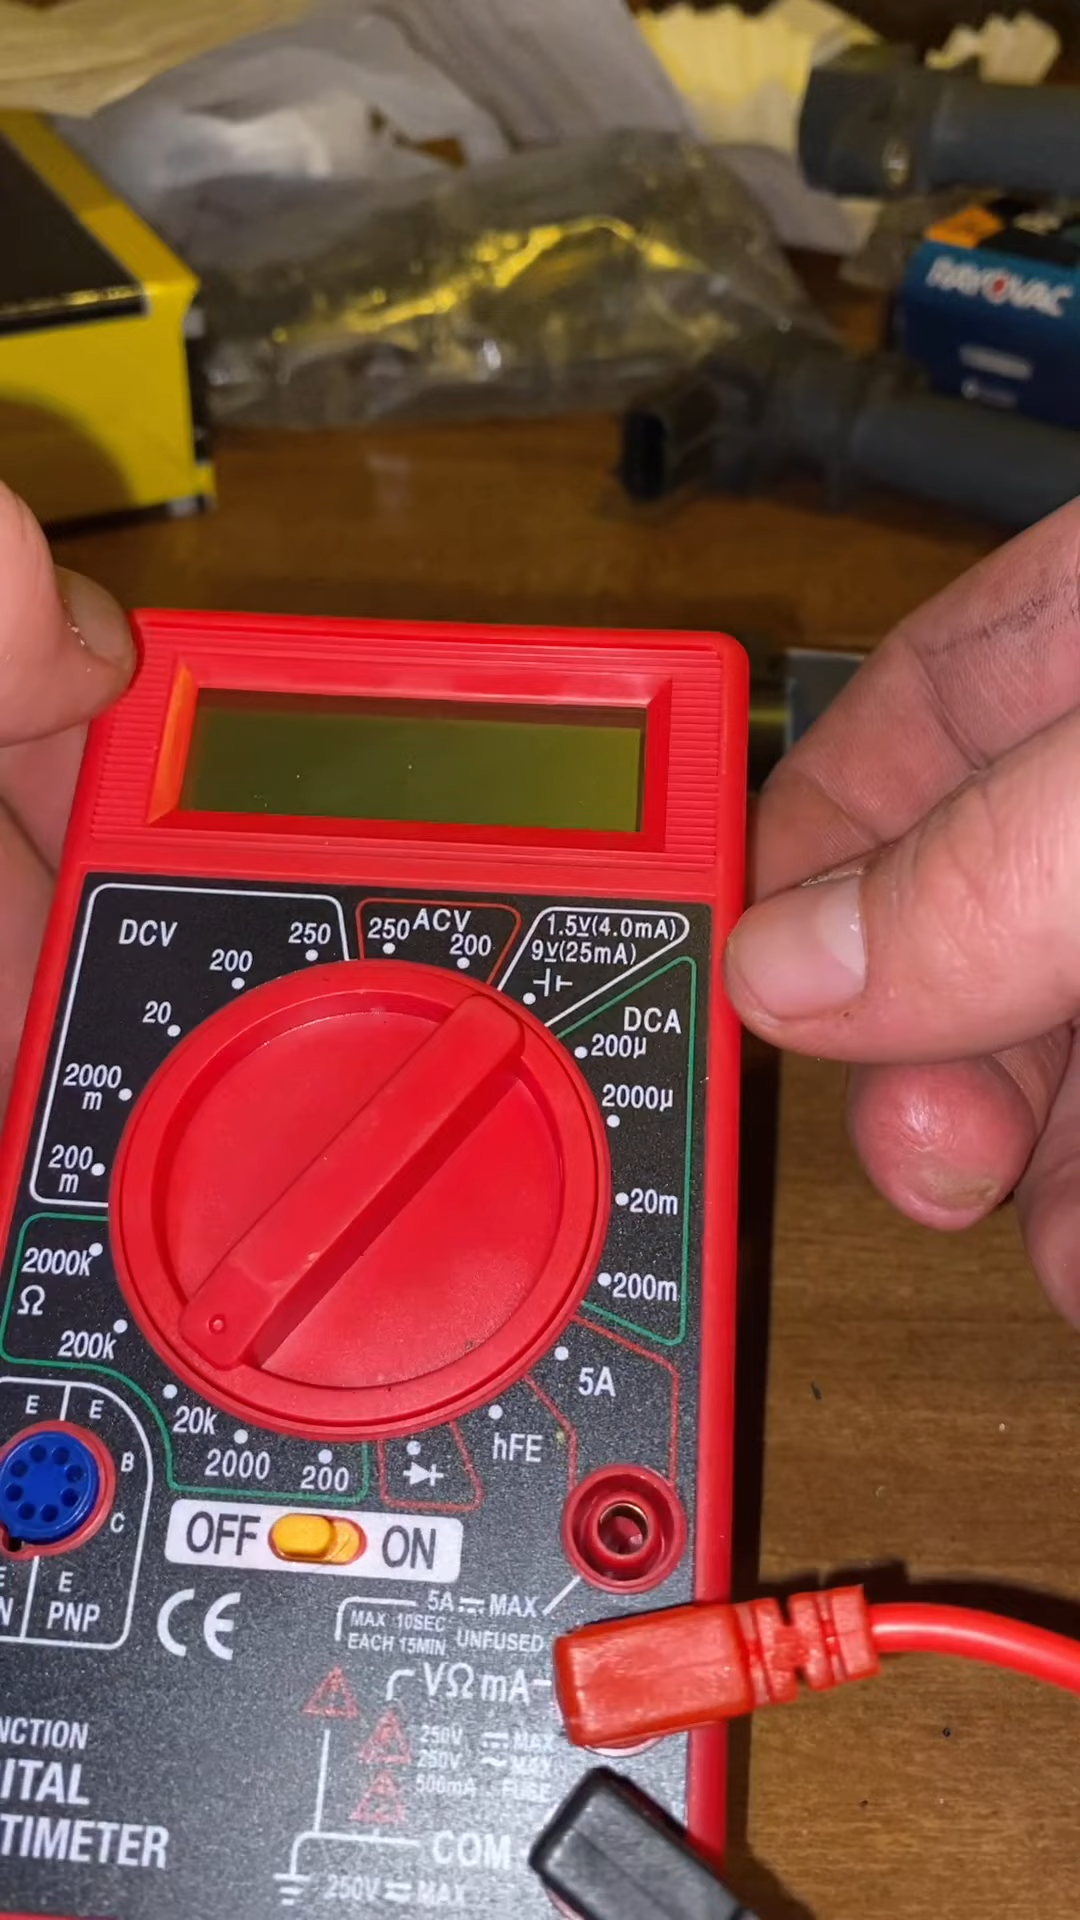 RAYOVAC
DCV
250
200
20
2000
m
200
m
250 ACV
200
1.5V(4.0mA)
9V(25mA)
DCA
200µ
2000µ
20m
200m
5A
hFE
2000k
Ω
200k
20k
2000
200
E
E
B
C
E
E
N
PNP
OFF
ON
CE
5A MAX
MAX 10SEC
EACH 15MIN
UNFUSED
VΩmA
250V MAX
250V MAX
500mA FUSE
COM
250V MAX
NCTION
ITAL
TIMETER